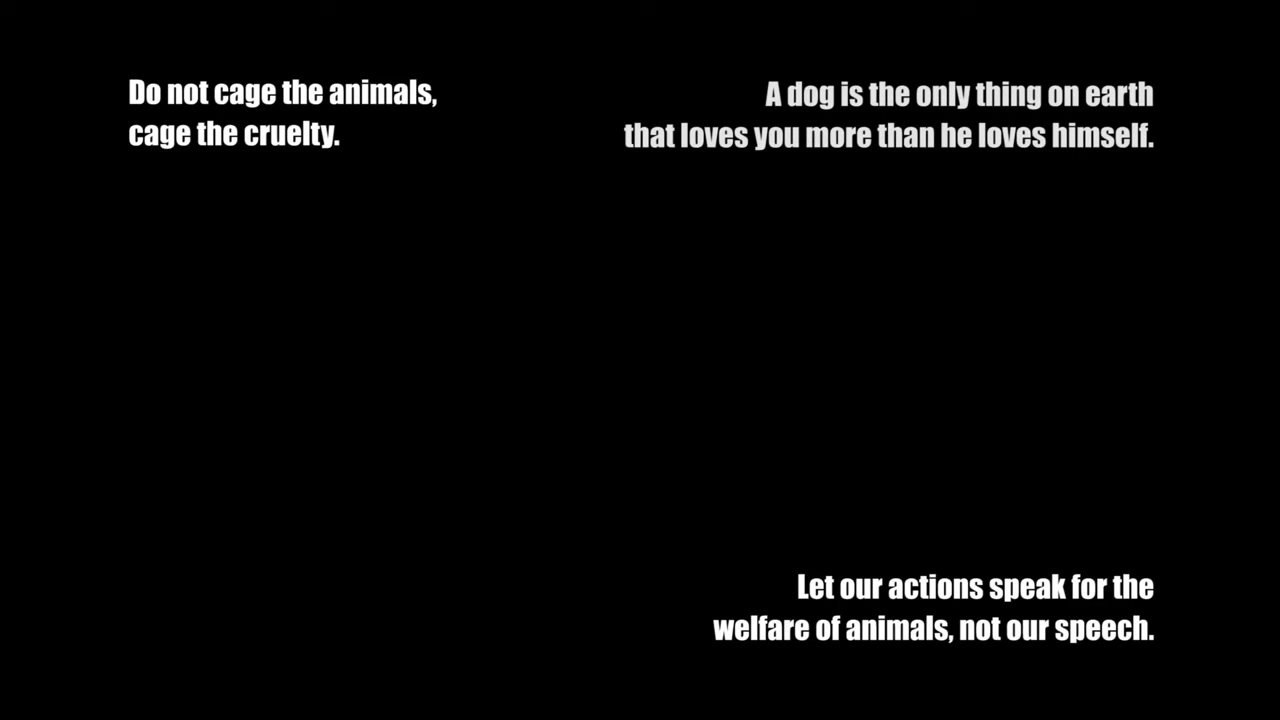 Do not cage the animals,
cage the cruelty.
A dog is the only thing on earth
that loves you more than he loves himself.
Let our actions speak for the
welfare of animals, not our speech.